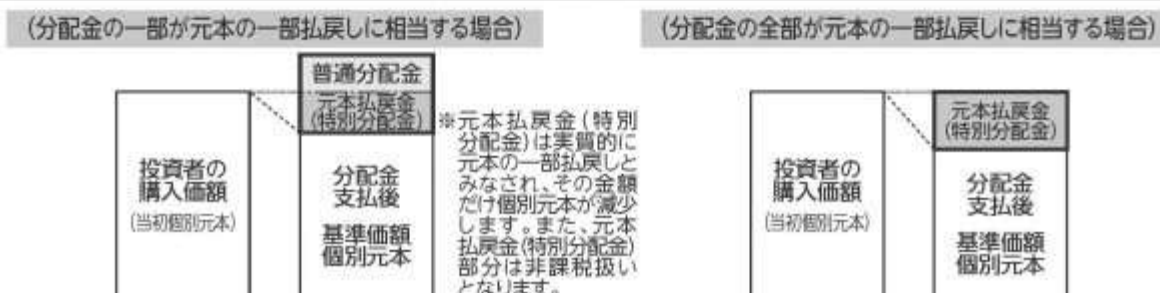 (分配金の一部が元本の一部払戻しに相当する場合)
普通分配金
元本払戻金
(特別分配金)
投資者の
購入価額
(当初個別元本)
分配金
支払後
基準価額
個別元本
※元本払戻金(特別
分配金)は実質的に
元本の一部払戻しと
みなされ、その金額
だけ個別元本が減少
します。また、元本
払戻金(特別分配金)
部分は非課税扱い
となります。
(分配金の全部が元本の一部払戻しに相当する場合)
元本払戻金
(特別分配金)
投資者の
購入価額
(当初個別元本)
分配金
支払後
基準価額
個別元本